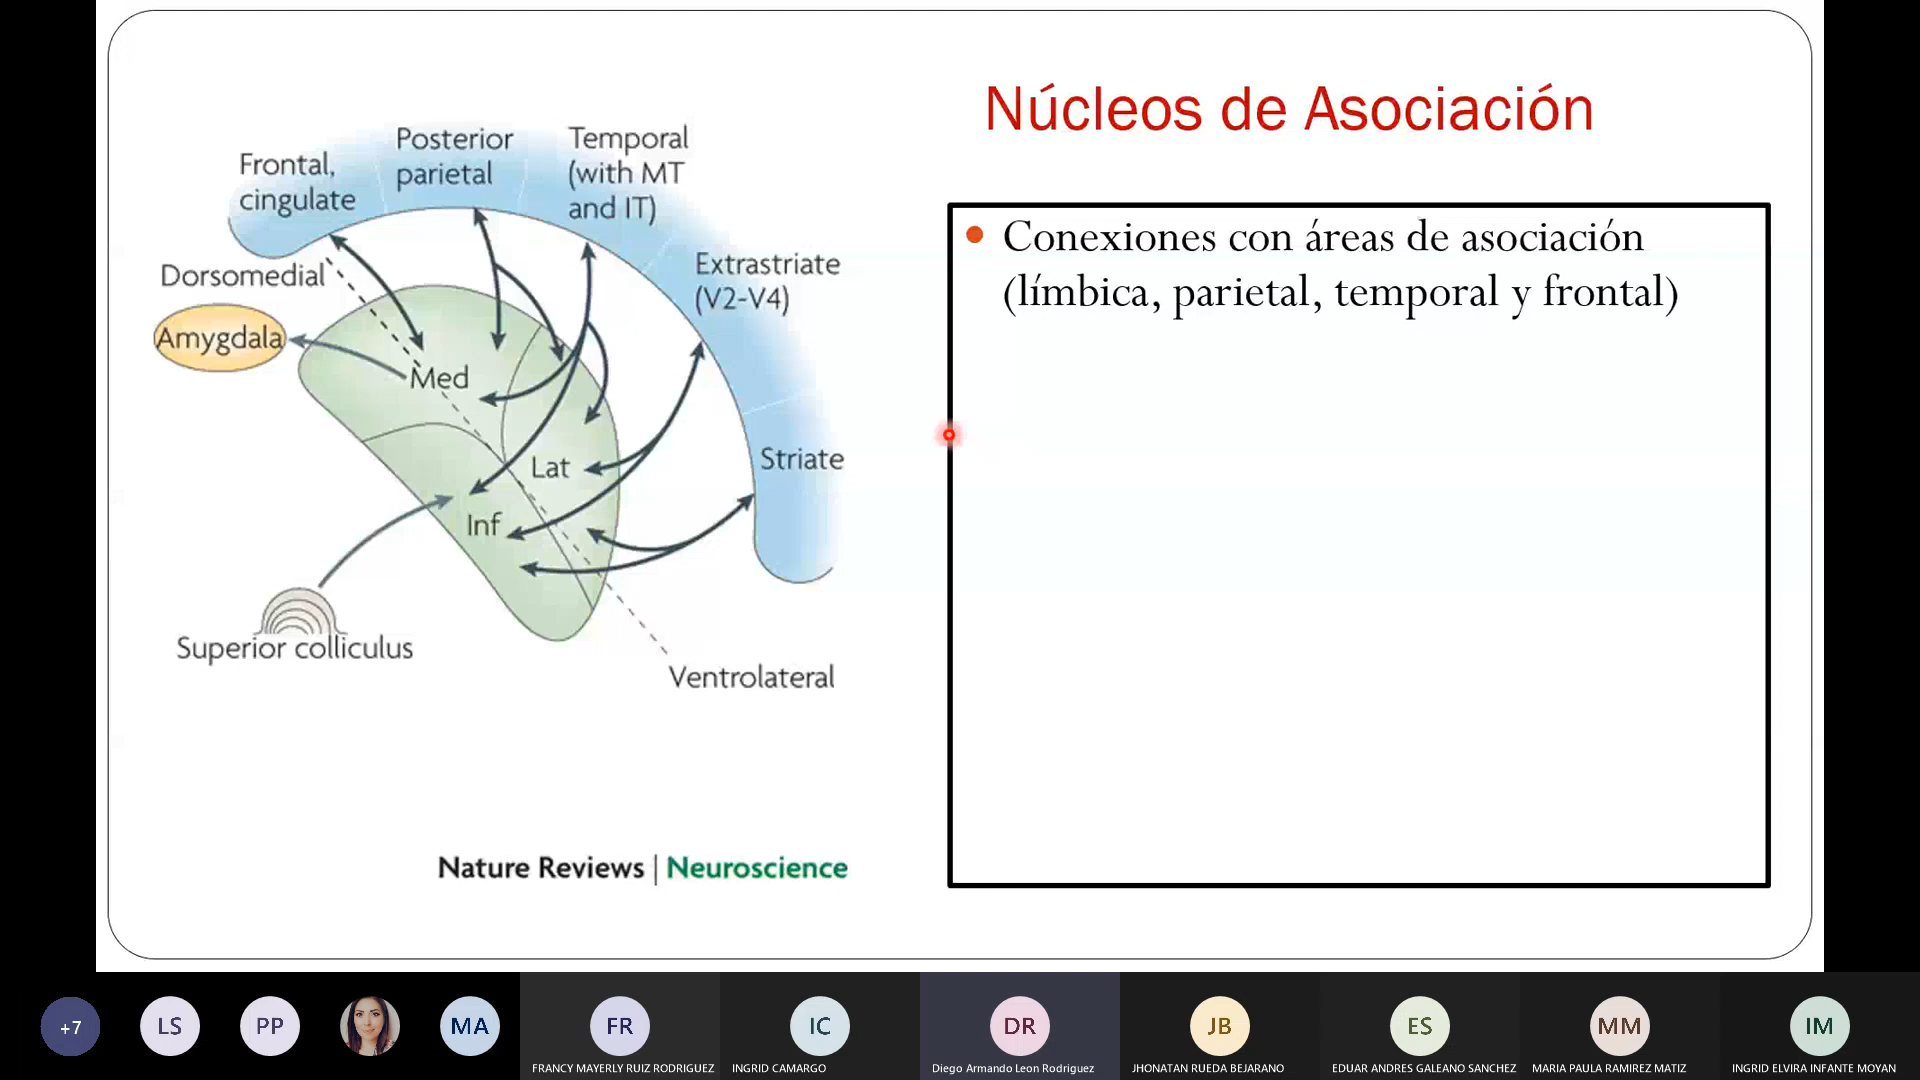 Núcleos de Asociación
Posterior
parietal
Temporal
(with MT
and IT)
Frontal,
cingulate
Extrastriate
(V2-V4)
Dorsomedial
Amygdala
Med
Striate
Lat
Inf
Superior colliculus
Ventrolateral
Nature Reviews | Neuroscience
Conexiones con áreas de asociación
(límbica, parietal, temporal y frontal)
+7
LS
PP
MA
FR
FRANCY MAYERLY RUIZ RODRIGUEZ
IC
INGRID CAMARGO
DR
Diego Armando Leon Rodriguez
JB
JHONATAN RUEDA BEJARANO
ES
EDUAR ANDRES GALEANO SANCHEZ
MM
MARIA PAULA RAMIREZ MATIZ
IM
INGRID ELVIRA INFANTE MOYAN